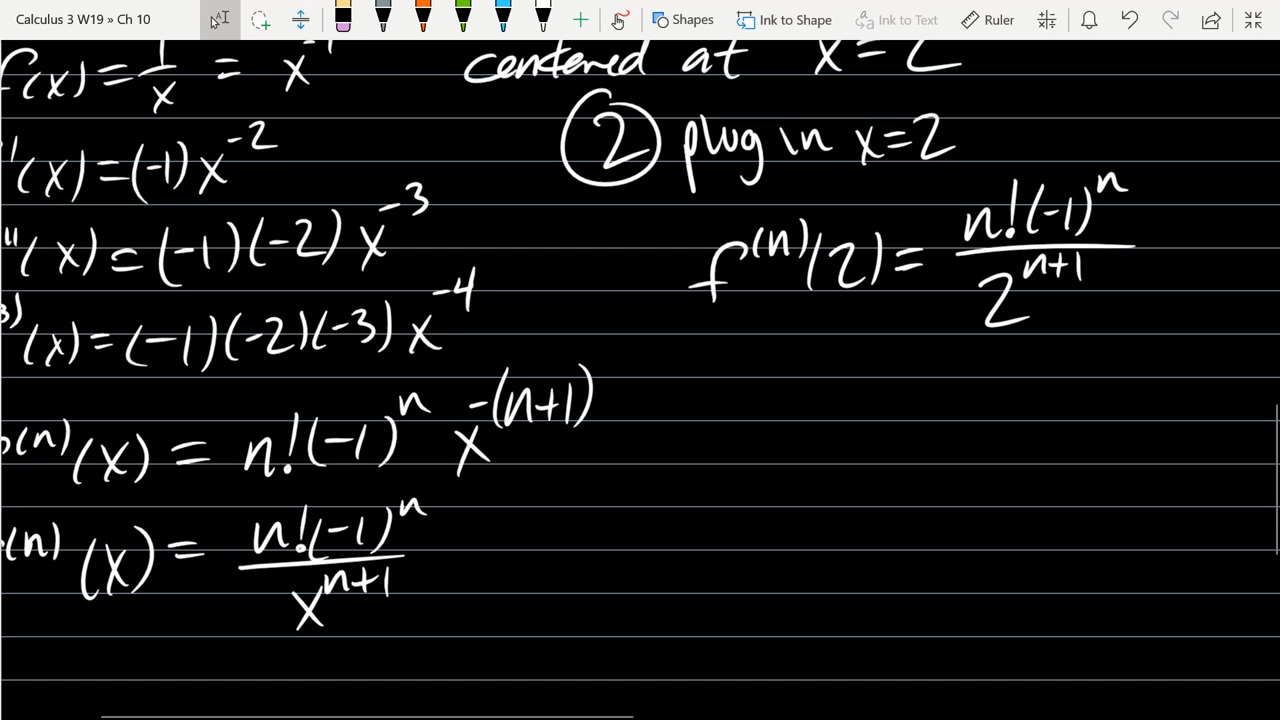 Calculus 3 W19 » Ch 10
Shapes
Ink to Shape
Ink to Text
Ruler
f(x) = 1/x = x^-1
centered at x = 2
'(x) = (-1) x^-2
"(x) = (-1)(-2) x^-3
3)(x) = (-1)(-2)(-3) x^-4
(n)(x) = n!(-1)^n x^-(n+1)
(n)(x) = n!(-1)^n / x^n+1
2 plug in x=2
f^(n)(2) = n!(-1)^n / 2^n+1